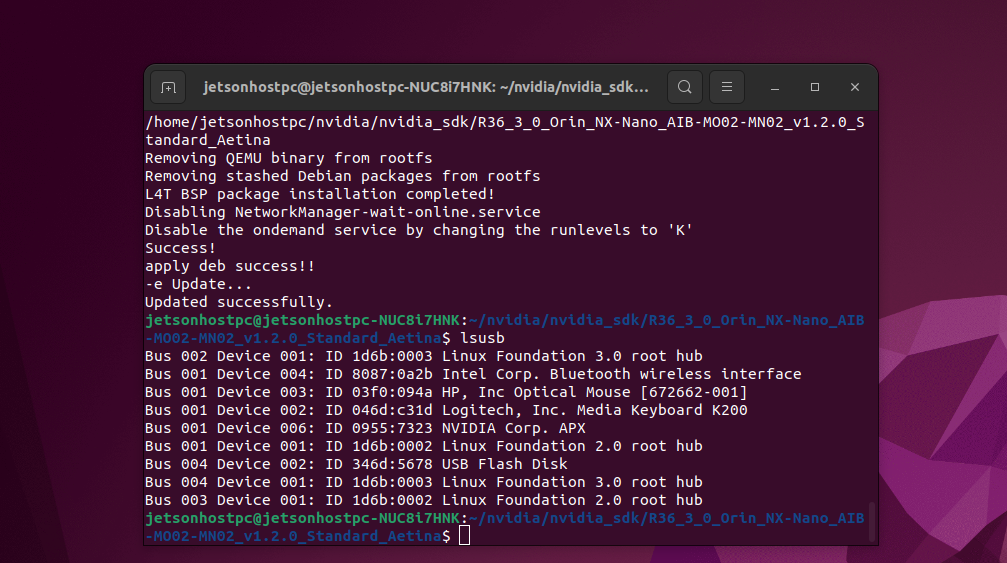 jetsonhostpc@jetsonhostpc-NUC8i7HNK: ~/nvidia/nvidia_sdk...
/home/jetsonhostpc/nvidia/nvidia_sdk/R36_3_0_Orin_NX-Nano_AIB-MO02-MN02_v1.2.0_S
tandard_Aetina
Removing QEMU binary from rootfs
Removing stashed Debian packages from rootfs
L4T BSP package installation completed!
Disabling NetworkManager-wait-online.service
Disable the ondemand service by changing the runlevels to 'K'
Success!
apply deb success!!
-e Update...
Updated successfully.
jetsonhostpc@jetsonhostpc-NUC8i7HNK:~/nvidia/nvidia_sdk/R36_3_0_Orin_NX-Nano_AIB
-MO02-MN02_v1.2.0_Standard_Aetina$ lsusb
Bus 002 Device 001: ID 1d6b:0003 Linux Foundation 3.0 root hub
Bus 001 Device 004: ID 8087:0a2b Intel Corp. Bluetooth wireless interface
Bus 001 Device 003: ID 03f0:094a HP, Inc Optical Mouse [672662-001]
Bus 001 Device 002: ID 046d:c31d Logitech, Inc. Media Keyboard K200
Bus 001 Device 006: ID 0955:7323 NVIDIA Corp. APX
Bus 001 Device 001: ID 1d6b:0002 Linux Foundation 2.0 root hub
Bus 004 Device 002: ID 346d:5678 USB Flash Disk
Bus 004 Device 001: ID 1d6b:0003 Linux Foundation 3.0 root hub
Bus 003 Device 001: ID 1d6b:0002 Linux Foundation 2.0 root hub
jetsonhostpc@jetsonhostpc-NUC8i7HNK:~/nvidia/nvidia_sdk/R36_3_0_Orin_NX-Nano_AIB
-MO02-MN02_v1.2.0_Standard_Aetina$